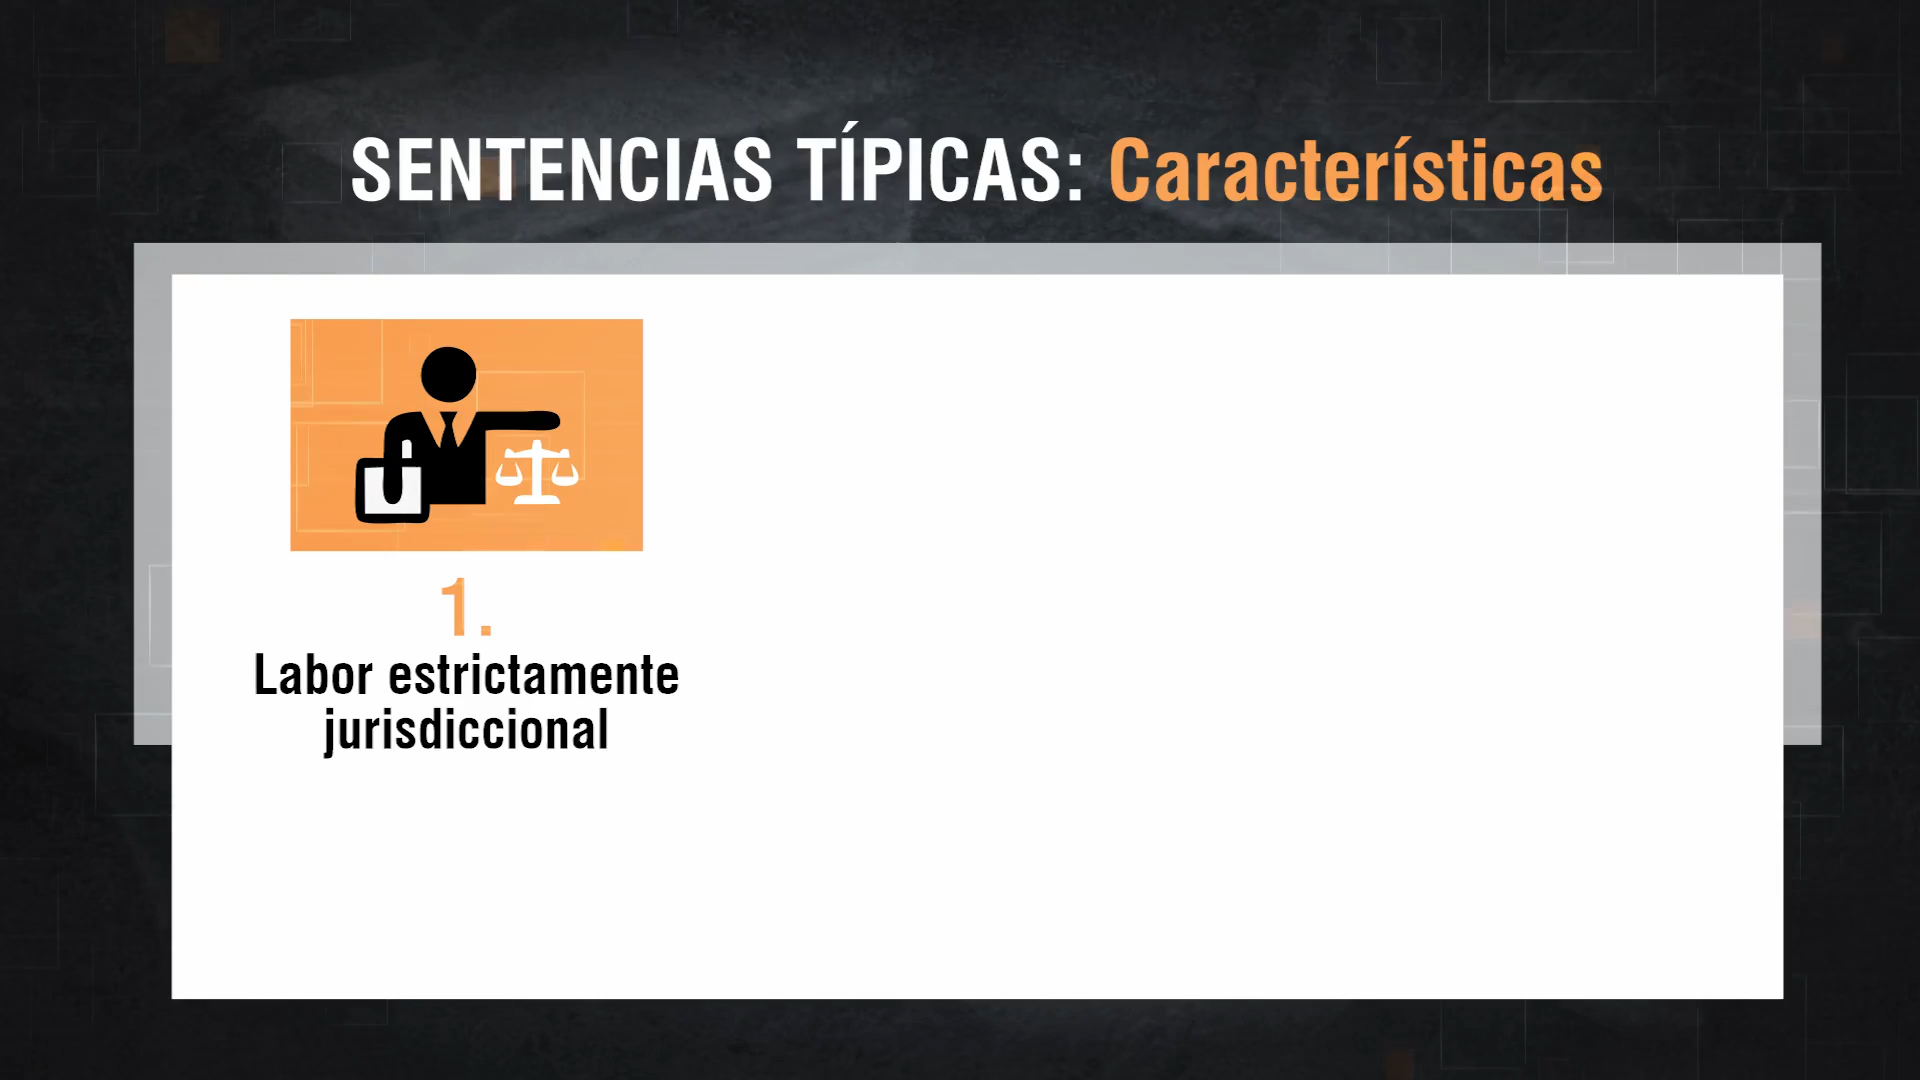 SENTENCIAS TÍPICAS: Características
1.
Labor estrictamente
jurisdiccional